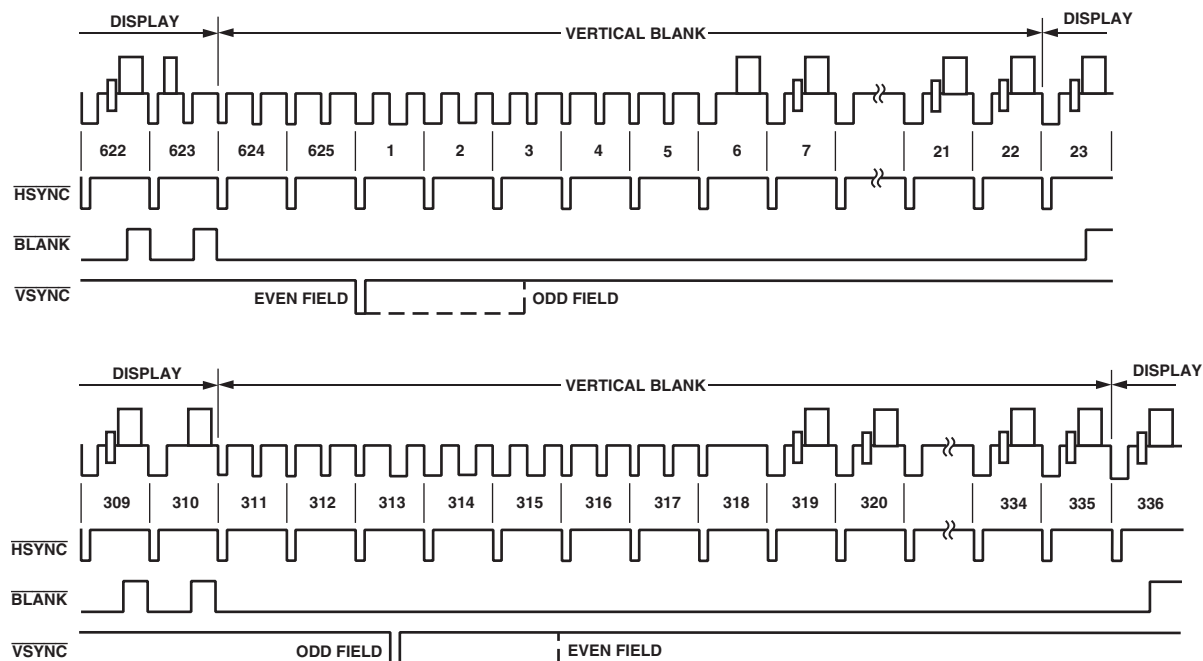 DISPLAY VERTICAL BLANK DISPLAY
622 623 624 625 1 2 3 4 5 6 7 21 22 23
HSYNC
BLANK
VSYNC EVEN FIELD ODD FIELD
DISPLAY VERTICAL BLANK DISPLAY
309 310 311 312 313 314 315 316 317 318 319 320 334 335 336
HSYNC
BLANK
VSYNC ODD FIELD EVEN FIELD